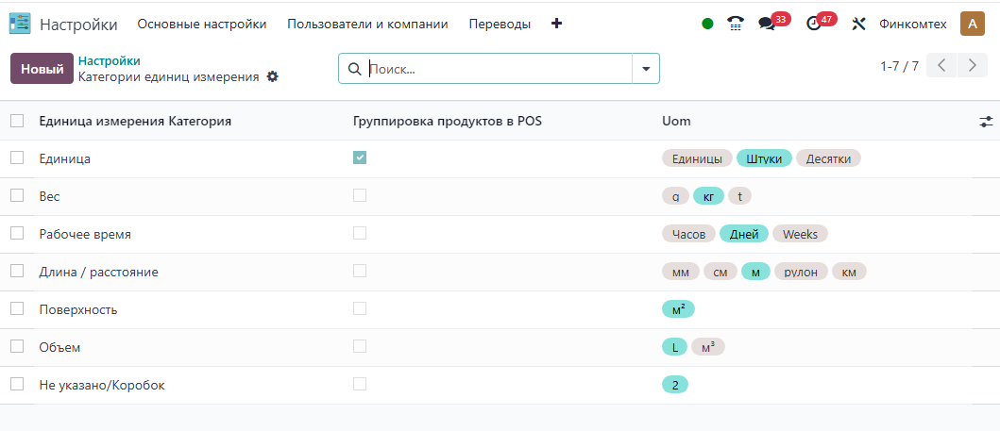 Настройки Основные настройки Пользователи и компании Переводы 33 47 Финкомтех A
Новый Настройки Поиск... 1-7 / 7
Категории единиц измерения
Единица измерения Категория Группировка продуктов в POS Uom
Единица Единицы Штуки Десятки
Вес g кг t
Рабочее время Часов Дней Weeks
Длина / расстояние мм см м рулон км
Поверхность м²
Объем L м³
Не указано/Коробок 2